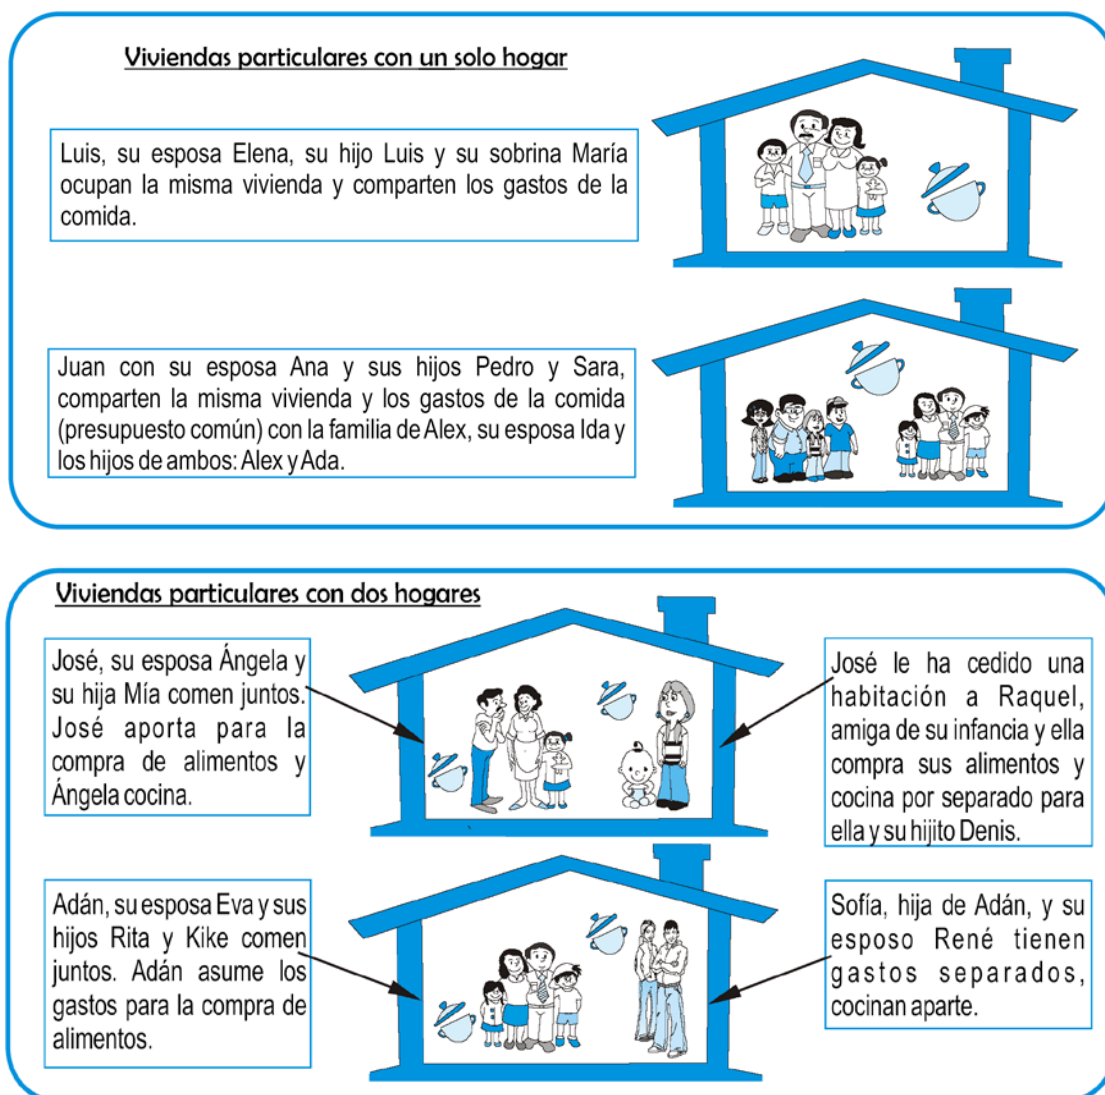 Viviendas particulares con un solo hogar
Luis, su esposa Elena, su hijo Luis y su sobrina María
ocupan la misma vivienda y comparten los gastos de la
comida.
Juan con su esposa Ana y sus hijos Pedro y Sara,
comparten la misma vivienda y los gastos de la comida
(presupuesto común) con la familia de Alex, su esposa Ida y
los hijos de ambos: Alex y Ada.
Viviendas particulares con dos hogares
José, su esposa Ángela y
su hija Mía comen juntos.
José aporta para la
compra de alimentos y
Ángela cocina.
José le ha cedido una
habitación a Raquel,
amiga de su infancia y ella
compra sus alimentos y
cocina por separado para
ella y su hijito Denis.
Adán, su esposa Eva y sus
hijos Rita y Kike comen
juntos. Adán asume los
gastos para la compra de
alimentos.
Sofía, hija de Adán, y su
esposo René tienen
gastos separados,
cocinan aparte.